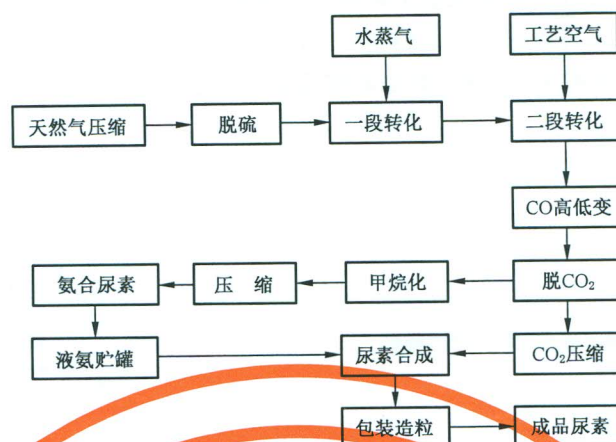 水蒸气
工艺空气
天然气压缩
脱硫
一段转化
二段转化
CO高低变
氨合尿素
压 缩
甲烷化
脱CO₂
液氨贮罐
尿素合成
CO₂压缩
包装造粒
成品尿素